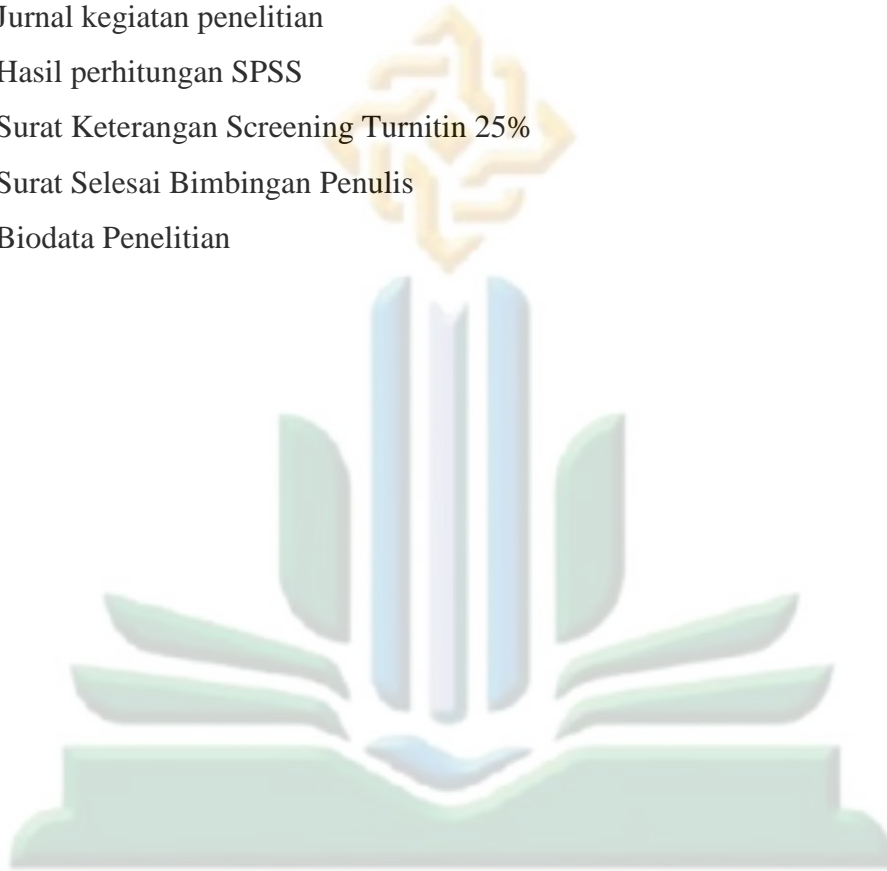 Jurnal kegiatan penelitian
Hasil perhitungan SPSS
Surat Keterangan Screening Turnitin 25%
Surat Selesai Bimbingan Penulis
Biodata Penelitian